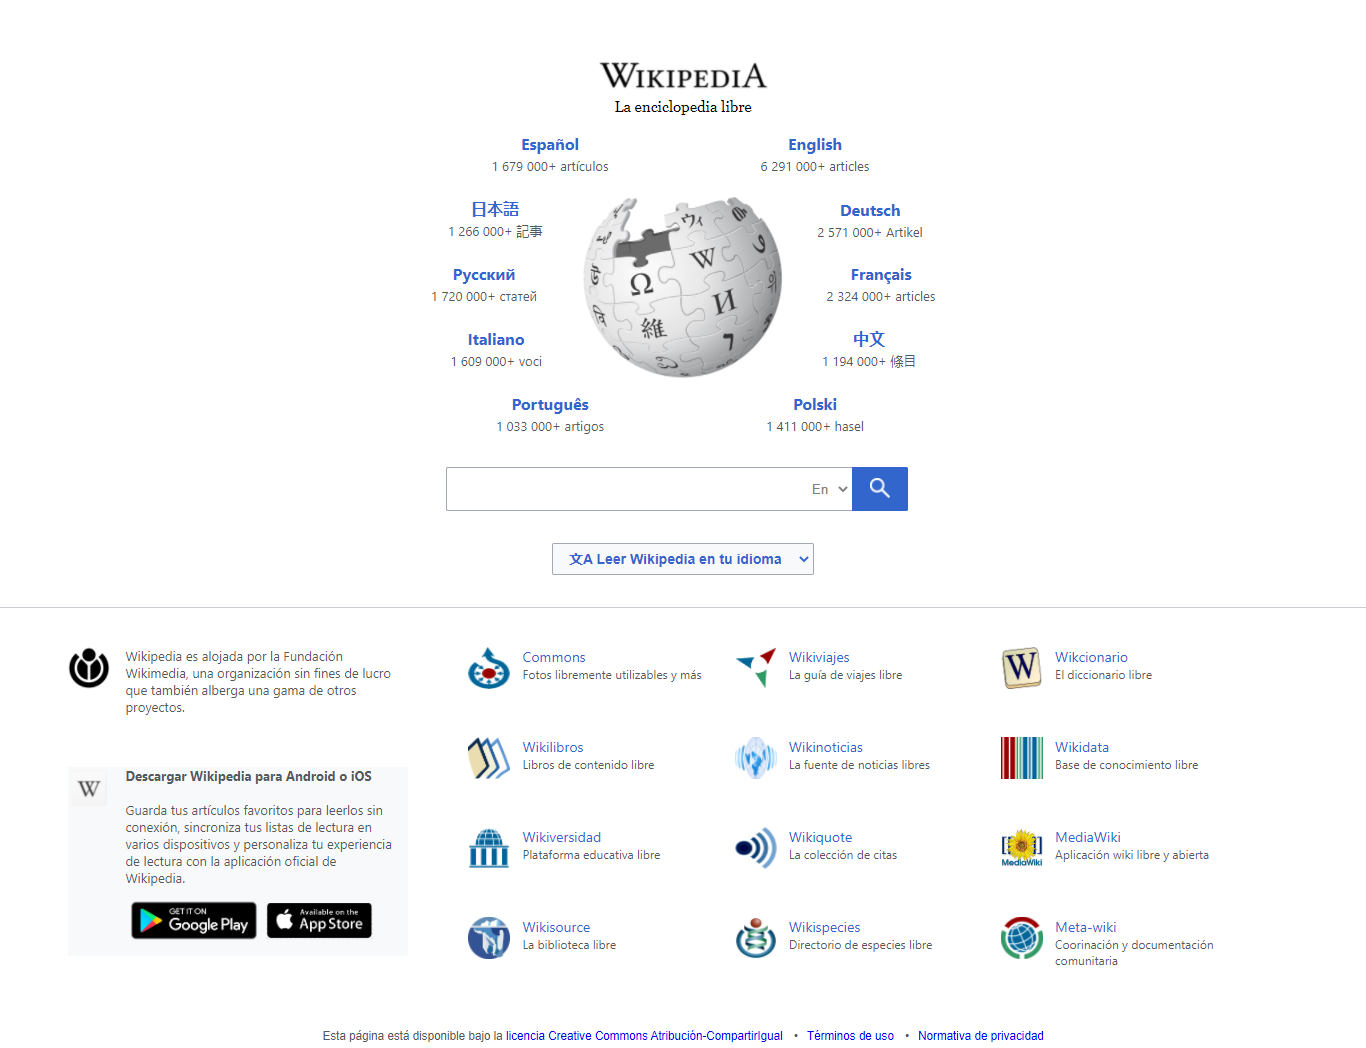 WIKIPEDIA
La enciclopedia libre
Español
1 679 000+ artículos
English
6 291 000+ articles
日本語
1 266 000+ 記事
Deutsch
2 571 000+ Artikel
Русский
1 720 000+ статей
Français
2 324 000+ articles
Italiano
1 609 000+ voci
中文
1 194 000+ 條目
Português
1 033 000+ artigos
Polski
1 411 000+ hasel
Ω
W
ウィ
維
И
En
文A Leer Wikipedia en tu idioma
Wikipedia es alojada por la Fundación
Wikimedia, una organización sin fines de lucro
que también alberga una gama de otros
proyectos.
W
Descargar Wikipedia para Android o iOS
Guarda tus artículos favoritos para leerlos sin
conexión, sincroniza tus listas de lectura en
varios dispositivos y personaliza tu experiencia
de lectura con la aplicación oficial de
Wikipedia.
GET IT ON
Google Play
Available on the
App Store
Commons
Fotos libremente utilizables y más
Wikiviajes
La guía de viajes libre
W
Wikcionario
El diccionario libre
Wikilibros
Libros de contenido libre
Wikinoticias
La fuente de noticias libres
Wikidata
Base de conocimiento libre
Wikiversidad
Plataforma educativa libre
Wikiquote
La colección de citas
MediaWiki
MediaWiki
Aplicación wiki libre y abierta
Wikisource
La biblioteca libre
Wikispecies
Directorio de especies libre
Meta-wiki
Coorinación y documentación
comunitaria
Esta página está disponible bajo la licencia Creative Commons Atribución-CompartirIgual • Términos de uso • Normativa de privacidad